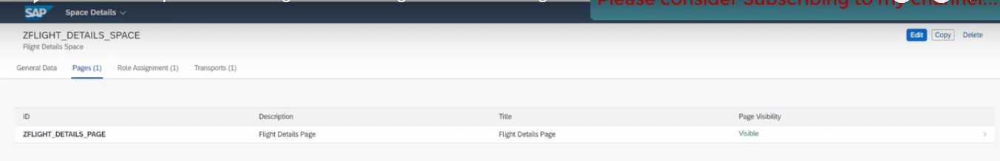 Please consider Subscribing to my channel...
SAP Space Details
ZFLIGHT_DETAILS_SPACE
Edit Copy Delete
Flight Details Space
General Data Pages (1) Role Assignment (1) Transports (1)
ID Description Title Page Visibility
ZFLIGHT_DETAILS_PAGE Flight Details Page Flight Details Page Visible